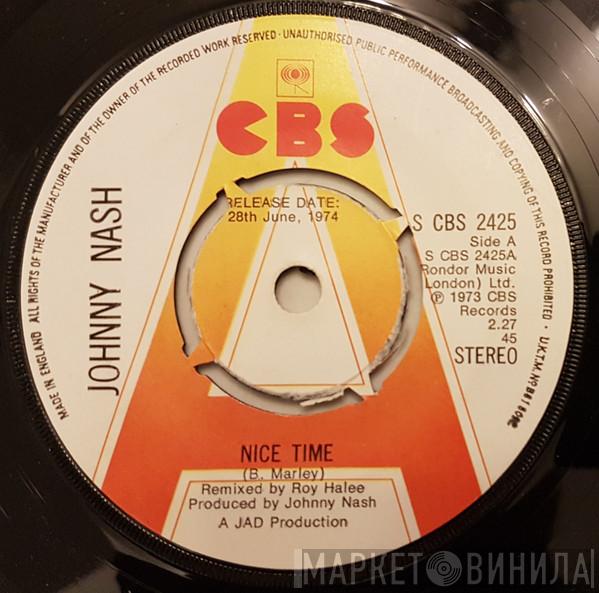 MADE IN ENGLAND ALL RIGHTS OF THE MANUFACTURER AND OF THE OWNER OF THE RECORDED WORK RESERVED · UNAUTHORISED PUBLIC PERFORMANCE BROADCASTING AND COPYING OF THIS RECORD PROHIBITED ·
CBS
A
RELEASE DATE:
28th June, 1974
JOHNNY NASH
S CBS 2425
Side A
S CBS 2425A
Rondor Music
London) Ltd.
℗ 1973 CBS
Records
2.27
45
STEREO
NICE TIME
(B. Marley)
Remixed by Roy Halee
Produced by Johnny Nash
A JAD Production
МАРКЕТ ВИНИЛА